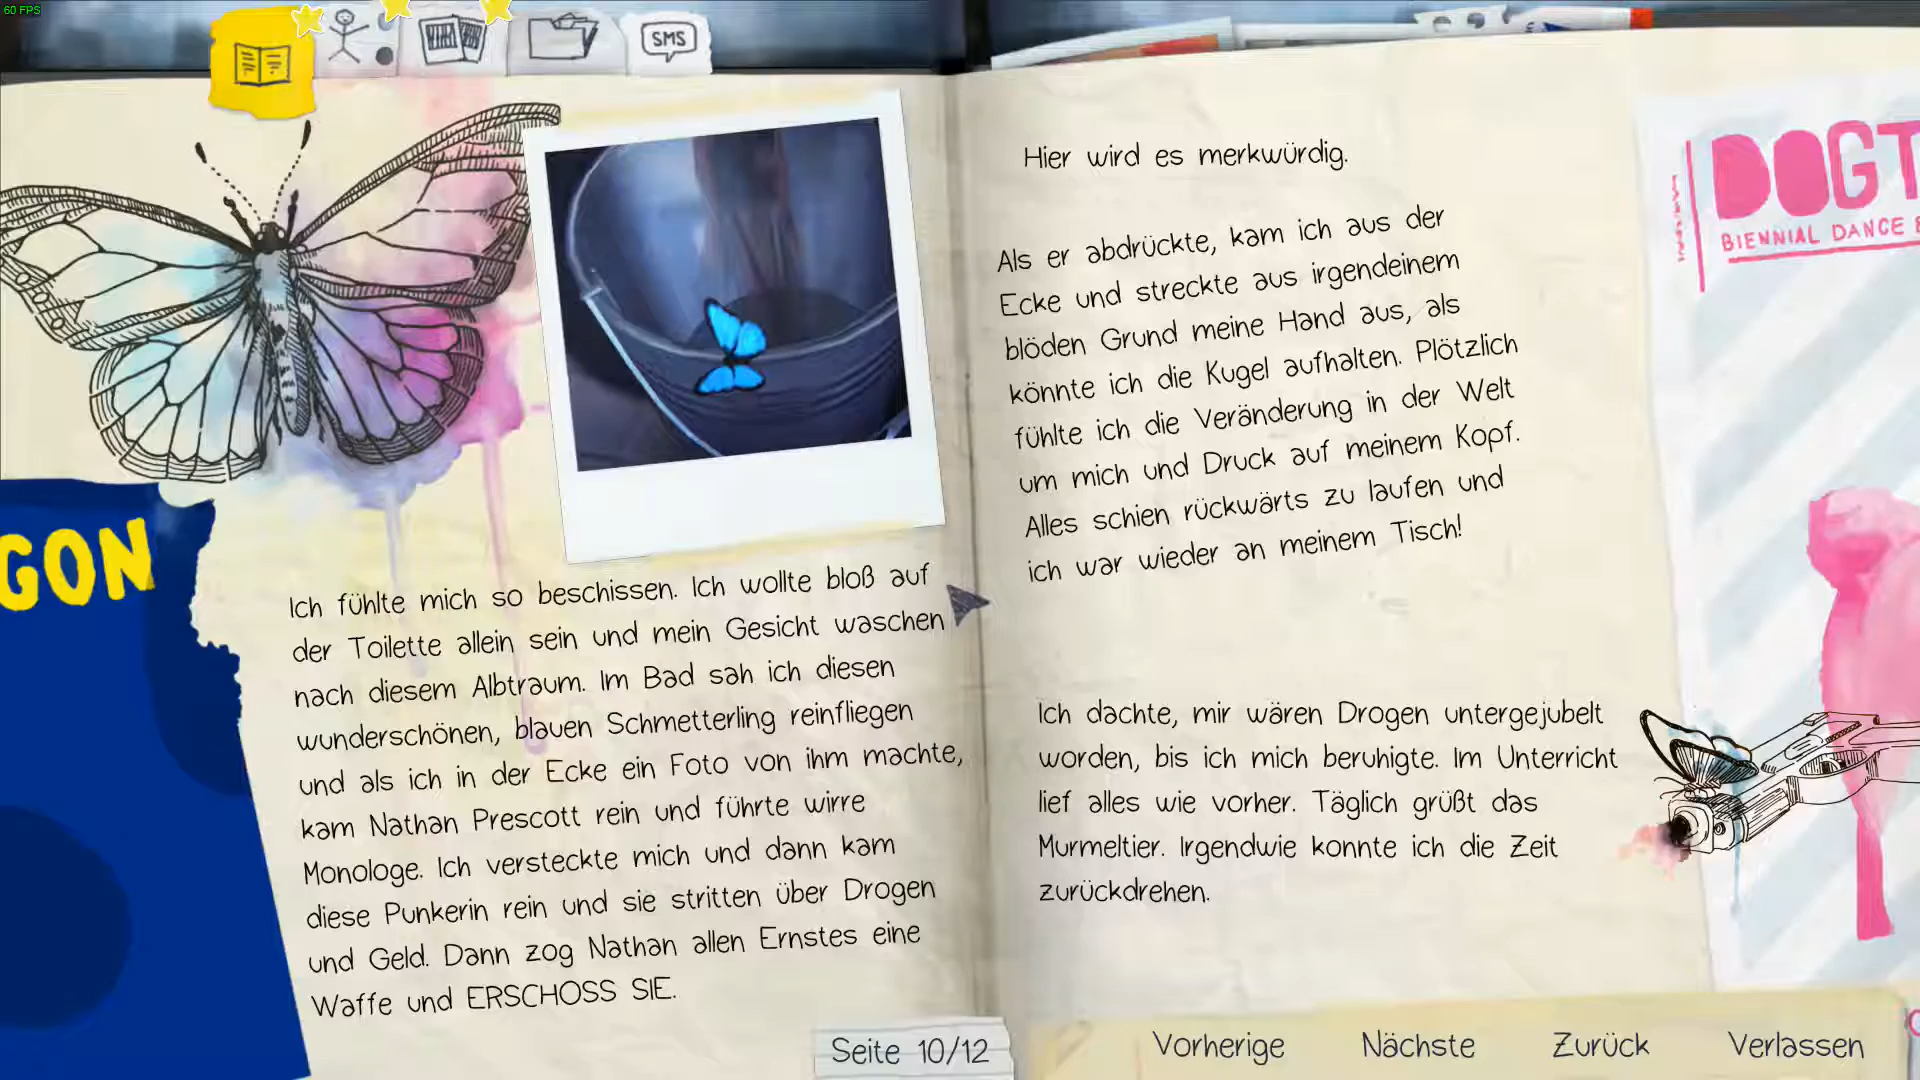 60 FPS
SMS
GON
Ich fühlte mich so beschissen. Ich wollte bloß auf
der Toilette allein sein und mein Gesicht waschen
nach diesem Albtraum. Im Bad sah ich diesen
wunderschönen, blauen Schmetterling reinfliegen
und als ich in der Ecke ein Foto von ihm machte,
kam Nathan Prescott rein und führte wirre
Monologe. Ich versteckte mich und dann kam
diese Punkerin rein und sie stritten über Drogen
und Geld. Dann zog Nathan allen Ernstes eine
Waffe und ERSCHOSS SIE.
Hier wird es merkwürdig.
Als er abdrückte, kam ich aus der
Ecke und streckte aus irgendeinem
blöden Grund meine Hand aus, als
könnte ich die Kugel aufhalten. Plötzlich
fühlte ich die Veränderung in der Welt
um mich und Druck auf meinem Kopf.
Alles schien rückwärts zu laufen und
ich war wieder an meinem Tisch!
Ich dachte, mir wären Drogen untergejubelt
worden, bis ich mich beruhigte. Im Unterricht
lief alles wie vorher. Täglich grüßt das
Murmeltier. Irgendwie konnte ich die Zeit
zurückdrehen.
DOGT
BIENNIAL DANCE
Seite 10/12
Vorherige
Nächste
Zurück
Verlassen